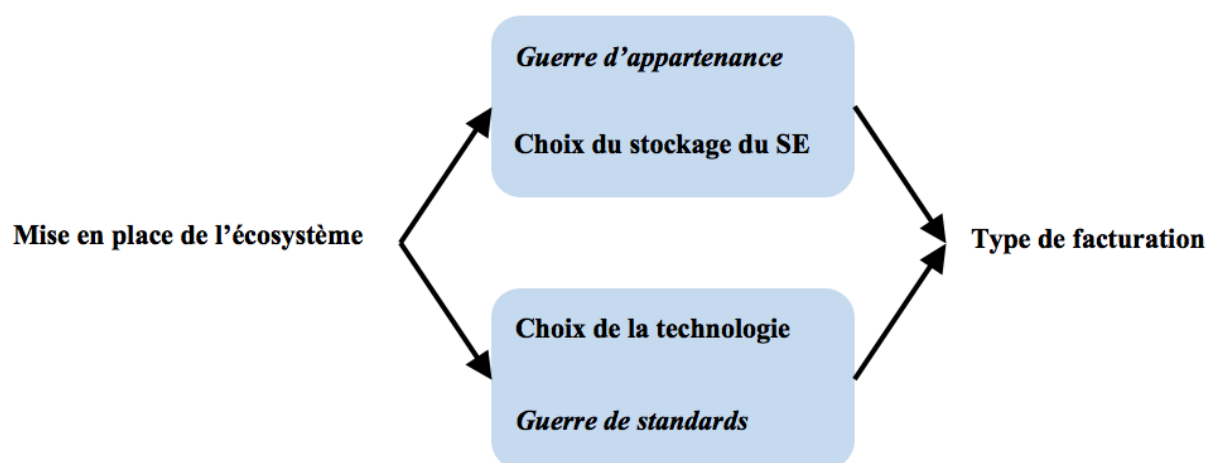 Guerre d’appartenance
Choix du stockage du SE
Mise en place de l’écosystème
Type de facturation
Choix de la technologie
Guerre de standards